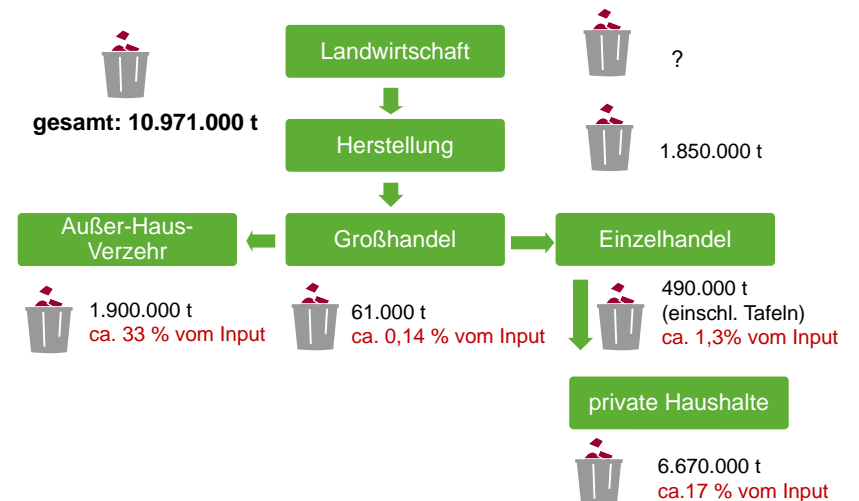 Landwirtschaft
?
gesamt: 10.971.000 t
Herstellung
1.850.000 t
Außer-Haus-
Verzehr
Großhandel
Einzelhandel
1.900.000 t
ca. 33 % vom Input
61.000 t
ca. 0,14 % vom Input
490.000 t
(einschl. Tafeln)
ca. 1,3% vom Input
private Haushalte
6.670.000 t
ca.17 % vom Input